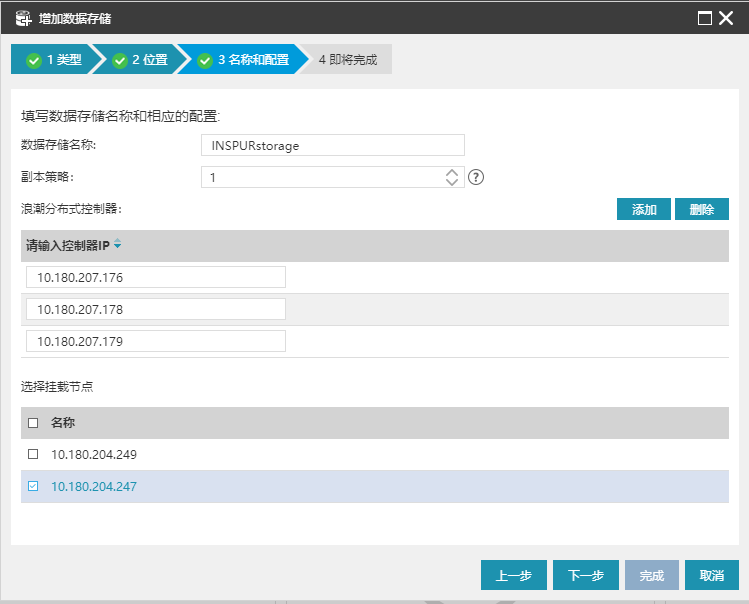 增加数据存储
1 类型 2 位置 3 名称和配置 4 即将完成
填写数据存储名称和相应的配置:
数据存储名称: INSPURstorage
副本策略: 1 ?
浪潮分布式控制器: 添加 删除
请输入控制器IP
10.180.207.176
10.180.207.178
10.180.207.179
选择挂载节点
名称
10.180.204.249
10.180.204.247
上一步 下一步 完成 取消